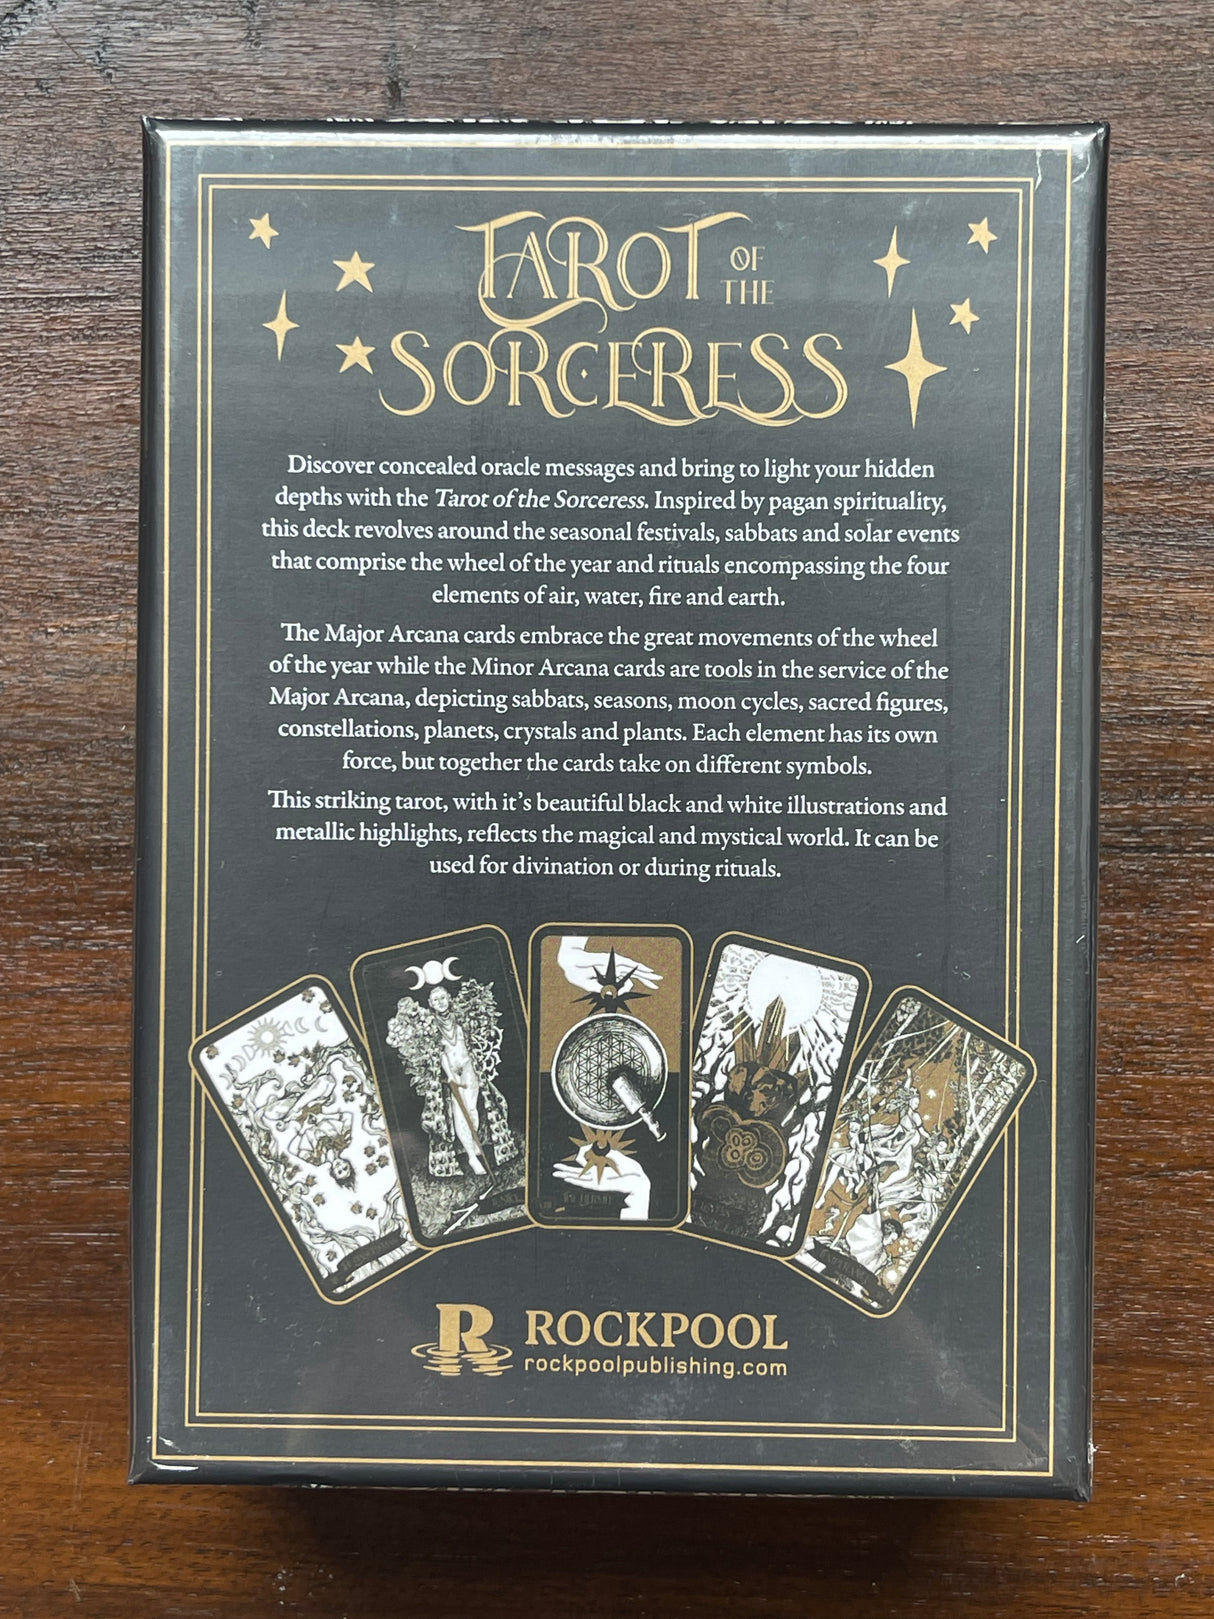 TAROT OF THE
SORCERESS
Discover concealed oracle messages and bring to light your hidden
depths with the Tarot of the Sorceress. Inspired by pagan spirituality,
this deck revolves around the seasonal festivals, sabbats and solar events
that comprise the wheel of the year and rituals encompassing the four
elements of air, water, fire and earth.
The Major Arcana cards embrace the great movements of the wheel
of the year while the Minor Arcana cards are tools in the service of the
Major Arcana, depicting sabbats, seasons, moon cycles, sacred figures,
constellations, planets, crystals and plants. Each element has its own
force, but together the cards take on different symbols.
This striking tarot, with it's beautiful black and white illustrations and
metallic highlights, reflects the magical and mystical world. It can be
used for divination or during rituals.
R ROCKPOOL
rockpoolpublishing.com